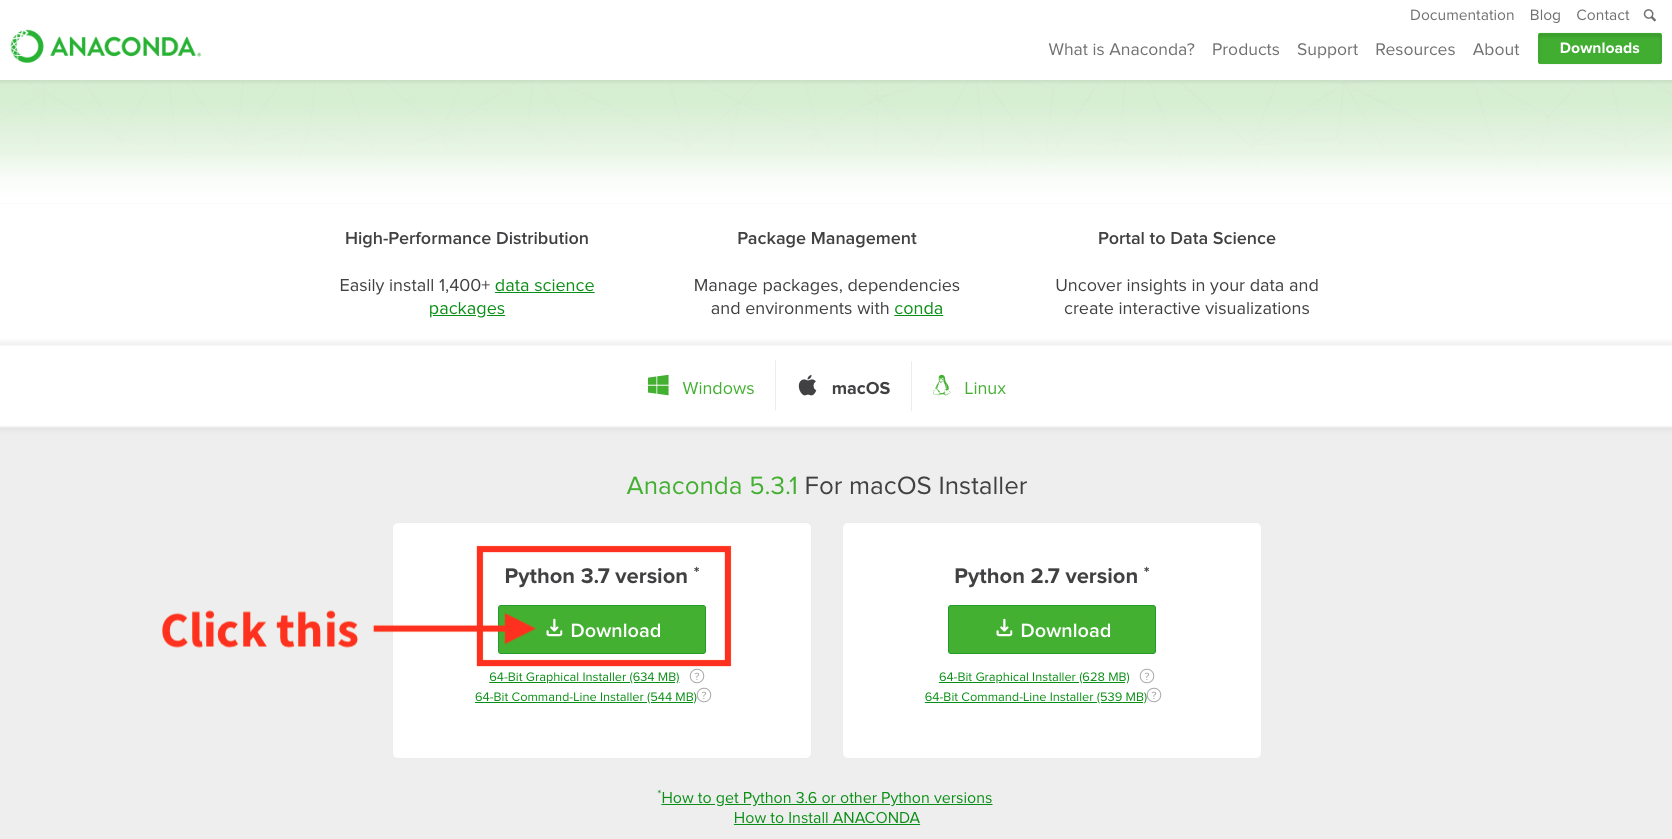 Documentation Blog Contact
ANACONDA.
What is Anaconda? Products Support Resources About Downloads
High-Performance Distribution
Easily install 1,400+ data science
packages
Package Management
Manage packages, dependencies
and environments with conda
Portal to Data Science
Uncover insights in your data and
create interactive visualizations
Windows macOS Linux
Anaconda 5.3.1 For macOS Installer
Click this
Python 3.7 version *
Download
64-Bit Graphical Installer (634 MB) ?
64-Bit Command-Line Installer (544 MB) ?
Python 2.7 version *
Download
64-Bit Graphical Installer (628 MB) ?
64-Bit Command-Line Installer (539 MB) ?
*How to get Python 3.6 or other Python versions
How to Install ANACONDA